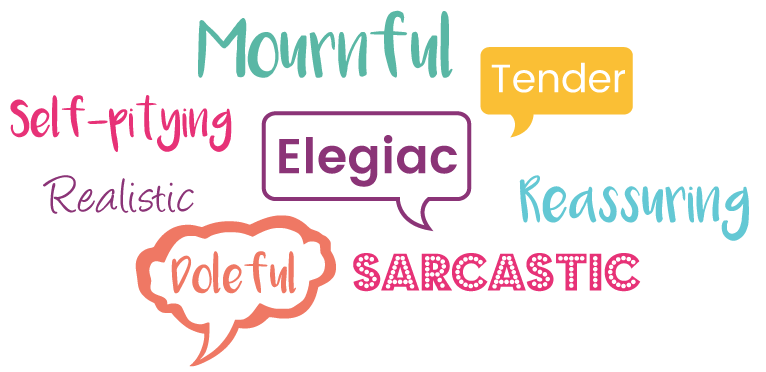 Mournful
Tender
Self-pitying
Elegiac
Realistic
Reassuring
Doleful
SARCASTIC